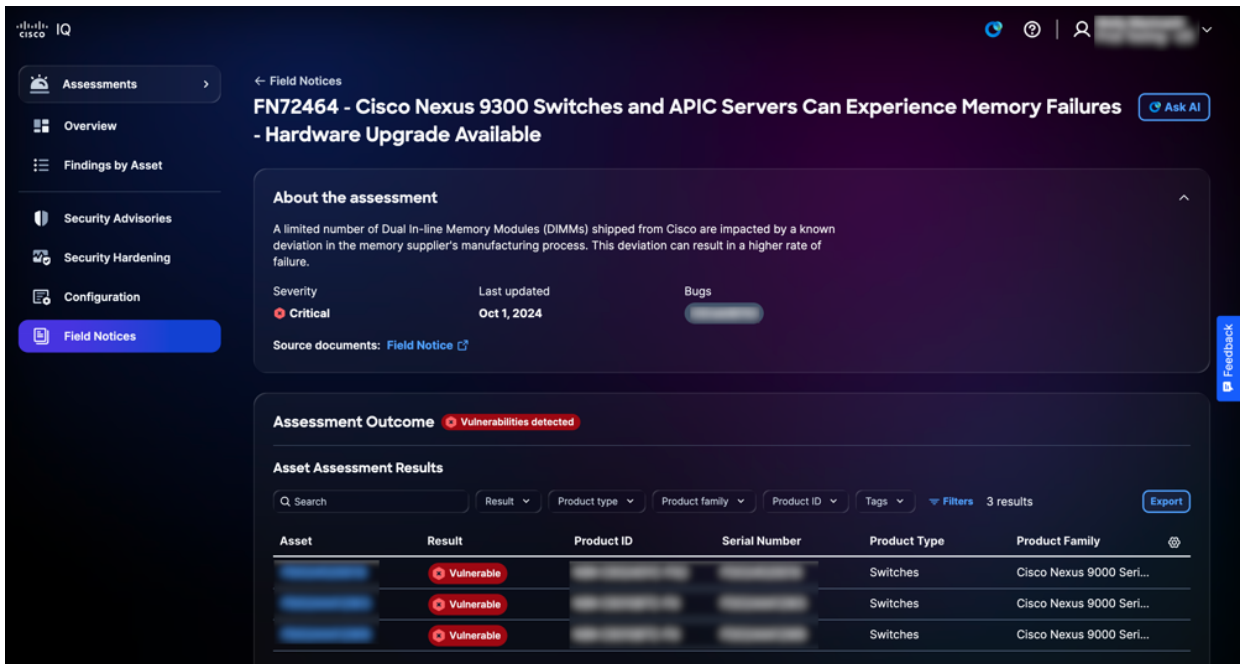 cisco IQ
Assessments
Overview
Findings by Asset
Security Advisories
Security Hardening
Configuration
Field Notices
← Field Notices
FN72464 - Cisco Nexus 9300 Switches and APIC Servers Can Experience Memory Failures
- Hardware Upgrade Available
Ask AI
About the assessment
A limited number of Dual In-line Memory Modules (DIMMs) shipped from Cisco are impacted by a known
deviation in the memory supplier's manufacturing process. This deviation can result in a higher rate of
failure.
Severity Last updated Bugs
Critical Oct 1, 2024
Source documents: Field Notice
Feedback
Assessment Outcome Vulnerabilities detected
Asset Assessment Results
Search Result Product type Product family Product ID Tags Filters 3 results Export
Asset Result Product ID Serial Number Product Type Product Family
Vulnerable Switches Cisco Nexus 9000 Seri...
Vulnerable Switches Cisco Nexus 9000 Seri...
Vulnerable Switches Cisco Nexus 9000 Seri...